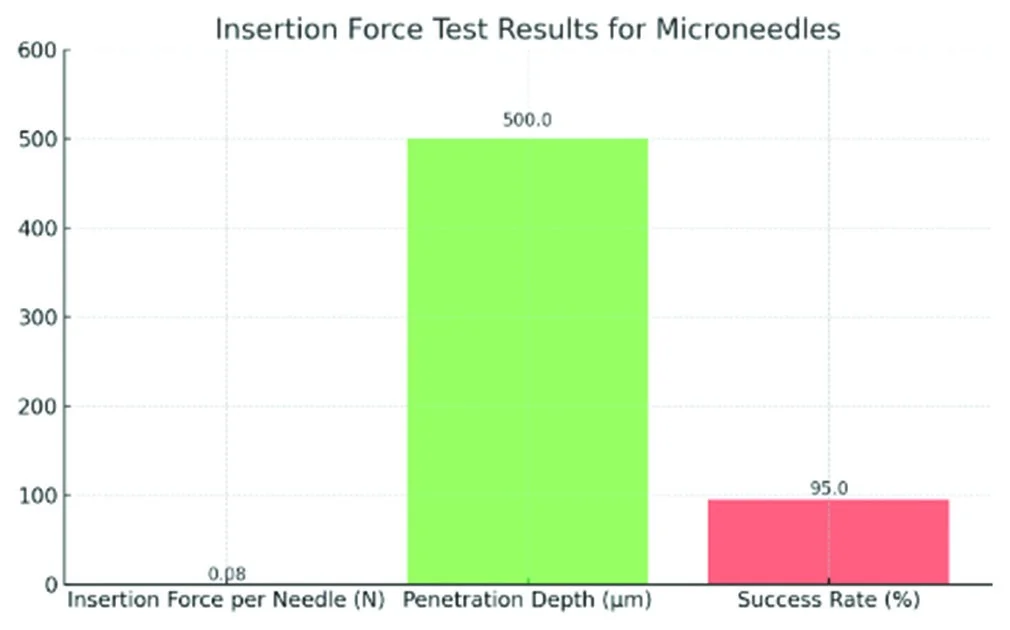 Insertion Force Test Results for Microneedles
600
500
400
300
200
100
0
0.08
500.0
95.0
Insertion Force per Needle (N)
Penetration Depth (μm)
Success Rate (%)